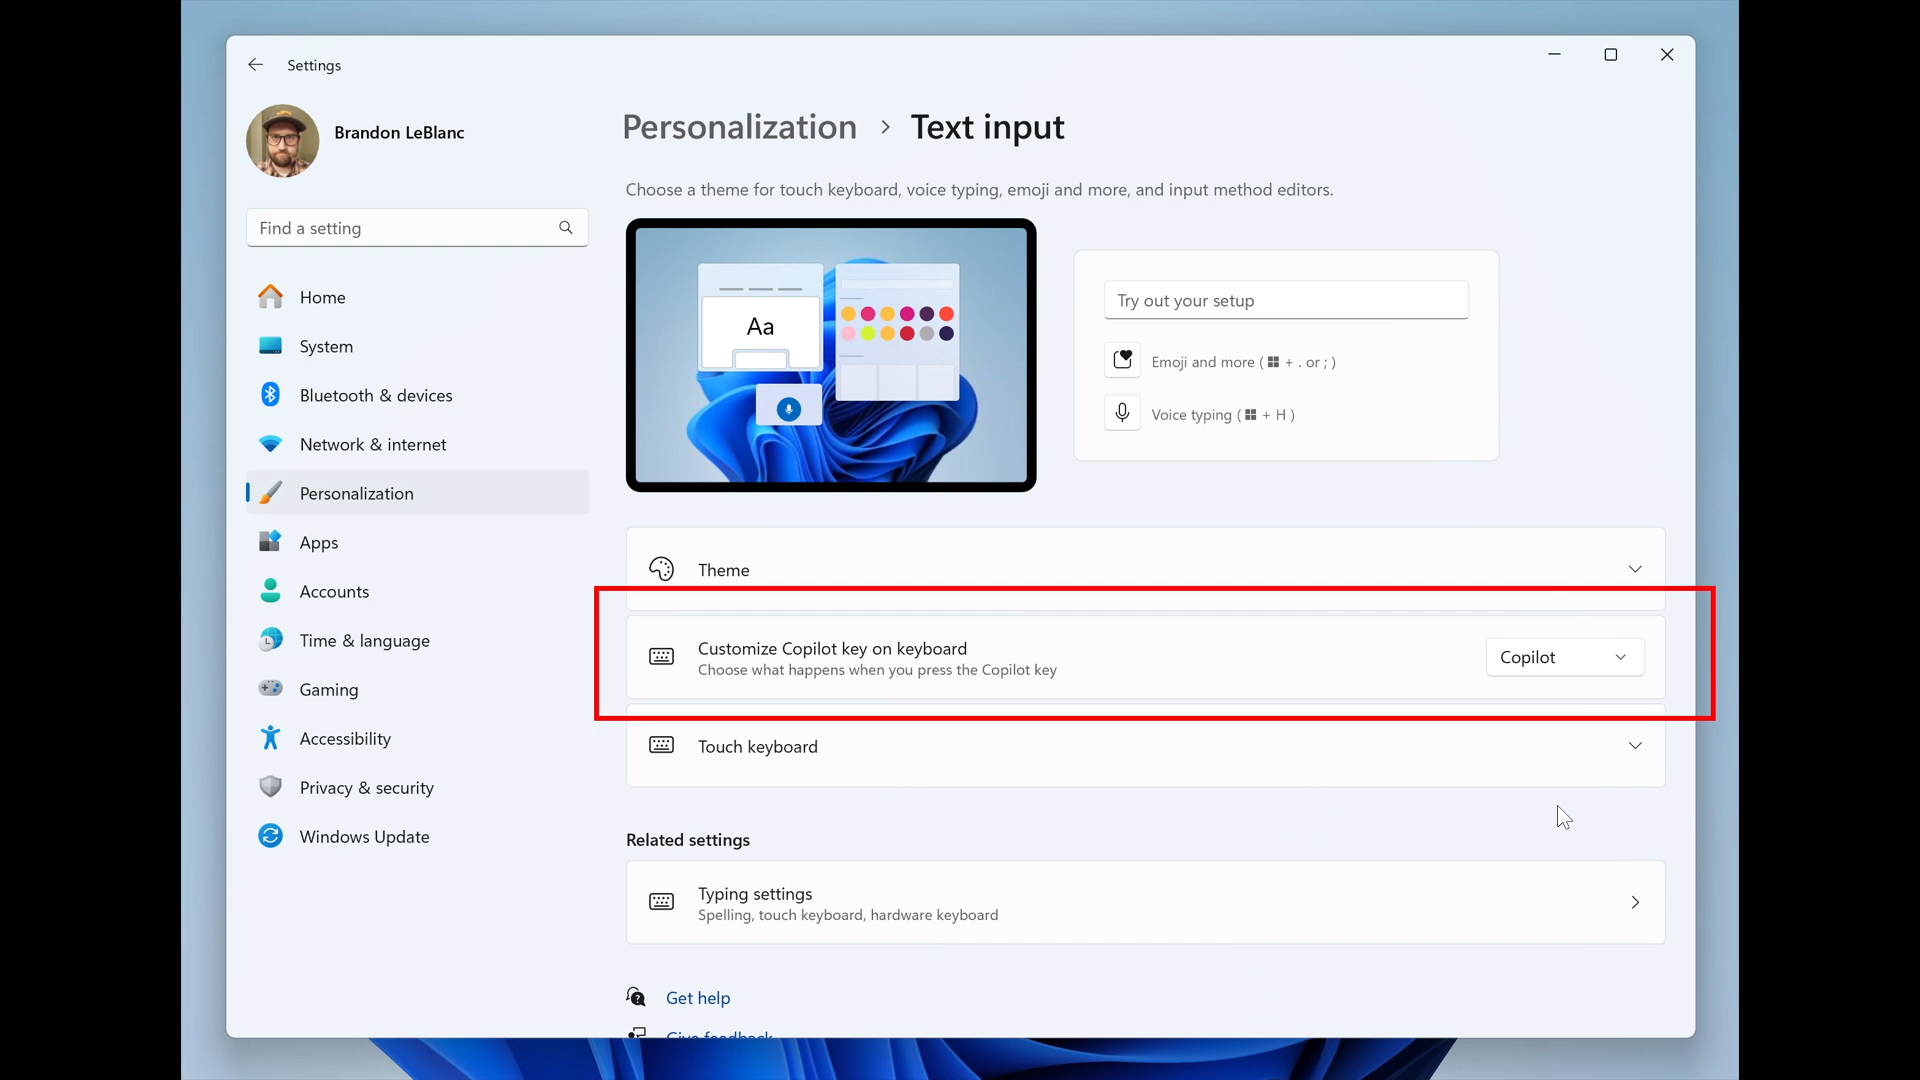 Settings
Brandon LeBlanc
Find a setting
Home
System
Bluetooth & devices
Network & internet
Personalization
Apps
Accounts
Time & language
Gaming
Accessibility
Privacy & security
Windows Update
Personalization > Text input
Choose a theme for touch keyboard, voice typing, emoji and more, and input method editors.
Aa
Try out your setup
Emoji and more ( + . or ; )
Voice typing ( + H )
Theme
Customize Copilot key on keyboard
Choose what happens when you press the Copilot key
Copilot
Touch keyboard
Related settings
Typing settings
Spelling, touch keyboard, hardware keyboard
Get help
Give feedback